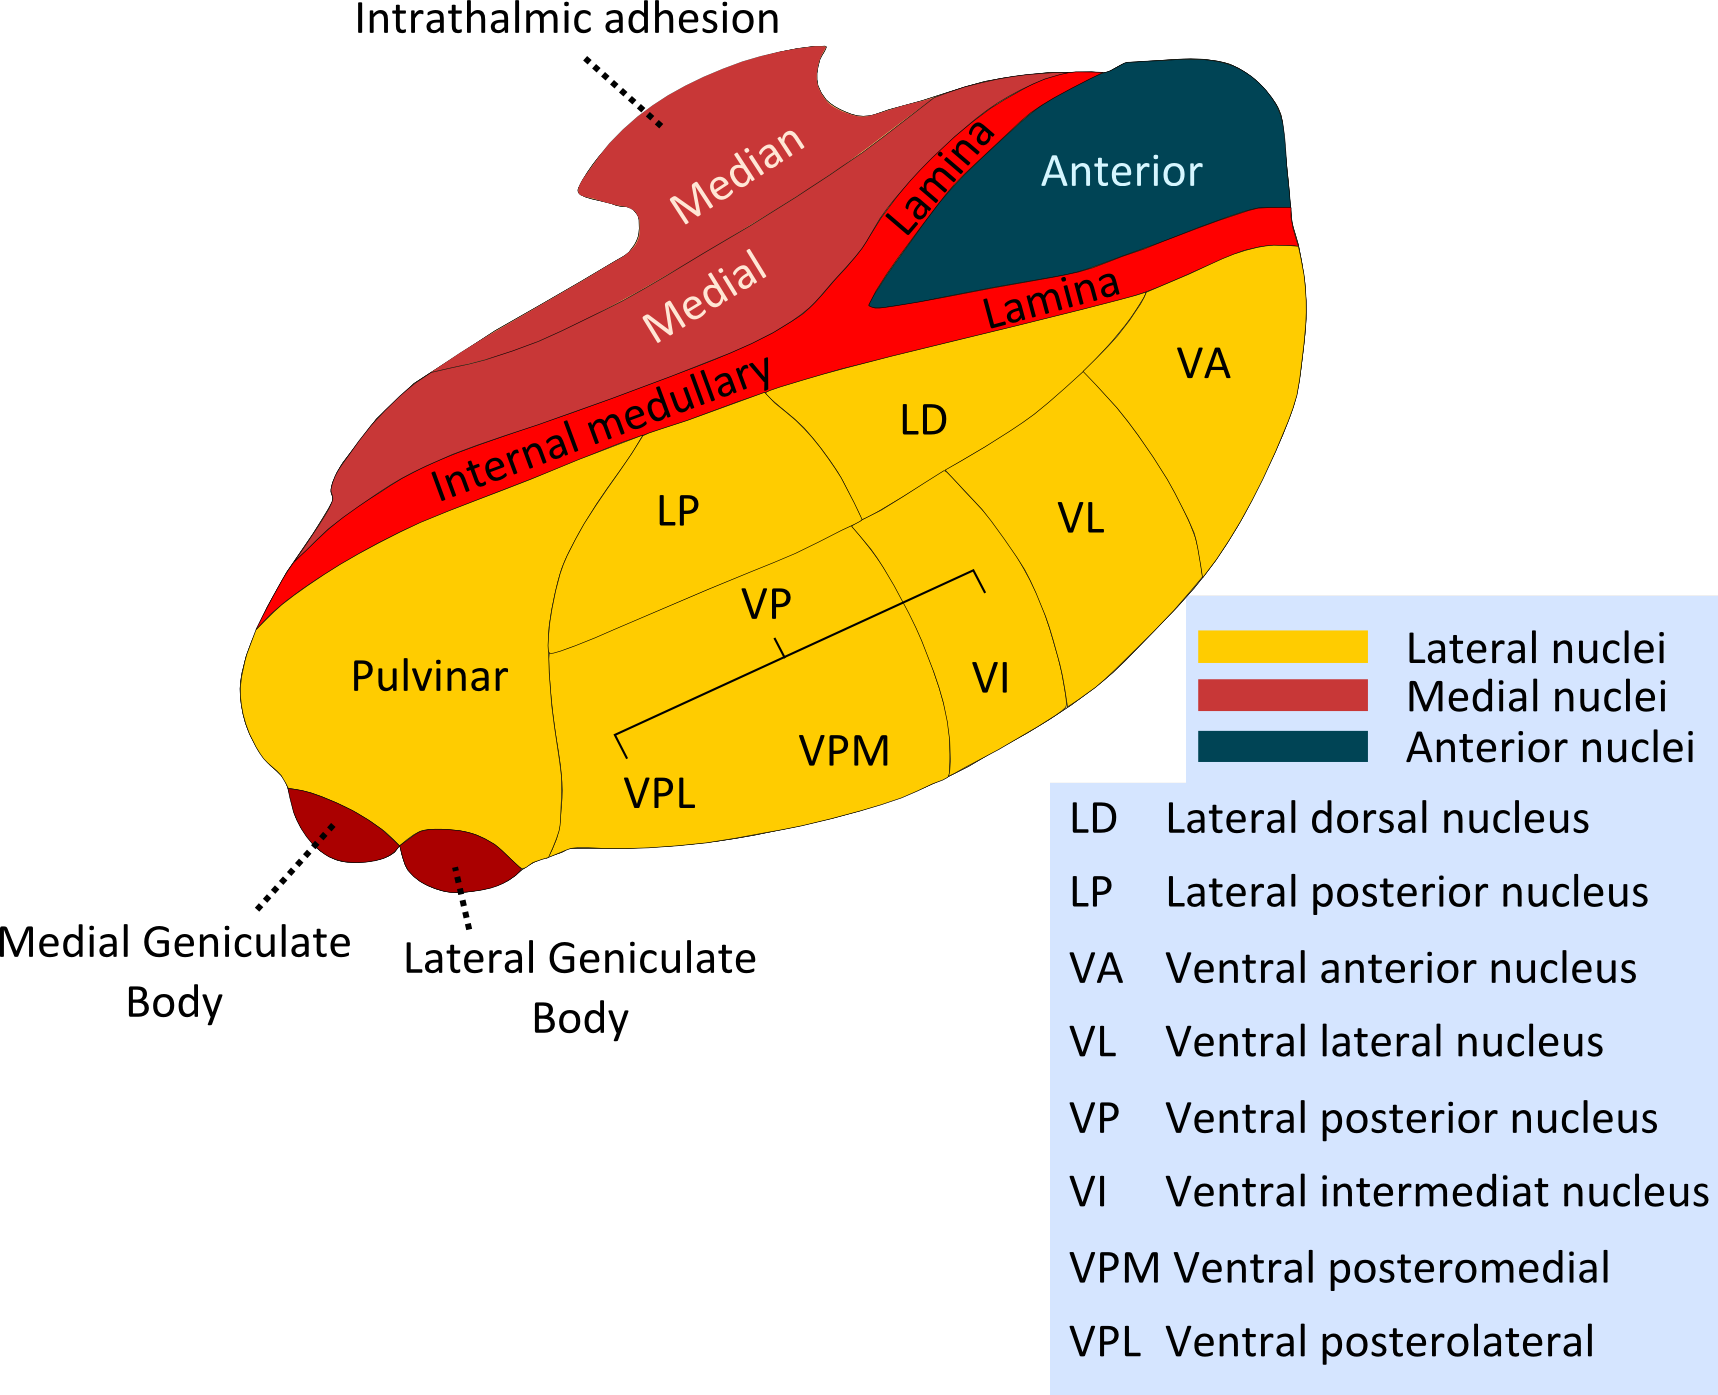 Intrathalmic adhesion
Median
Medial
Lamina
Anterior
Lamina
Internal medullary
VA
LD
LP
VL
VP
VI
Pulvinar
VPM
VPL
Medial Geniculate
Body
Lateral Geniculate
Body
Lateral nuclei
Medial nuclei
Anterior nuclei
LD Lateral dorsal nucleus
LP Lateral posterior nucleus
VA Ventral anterior nucleus
VL Ventral lateral nucleus
VP Ventral posterior nucleus
VI Ventral intermediat nucleus
VPM Ventral posteromedial
VPL Ventral posterolateral